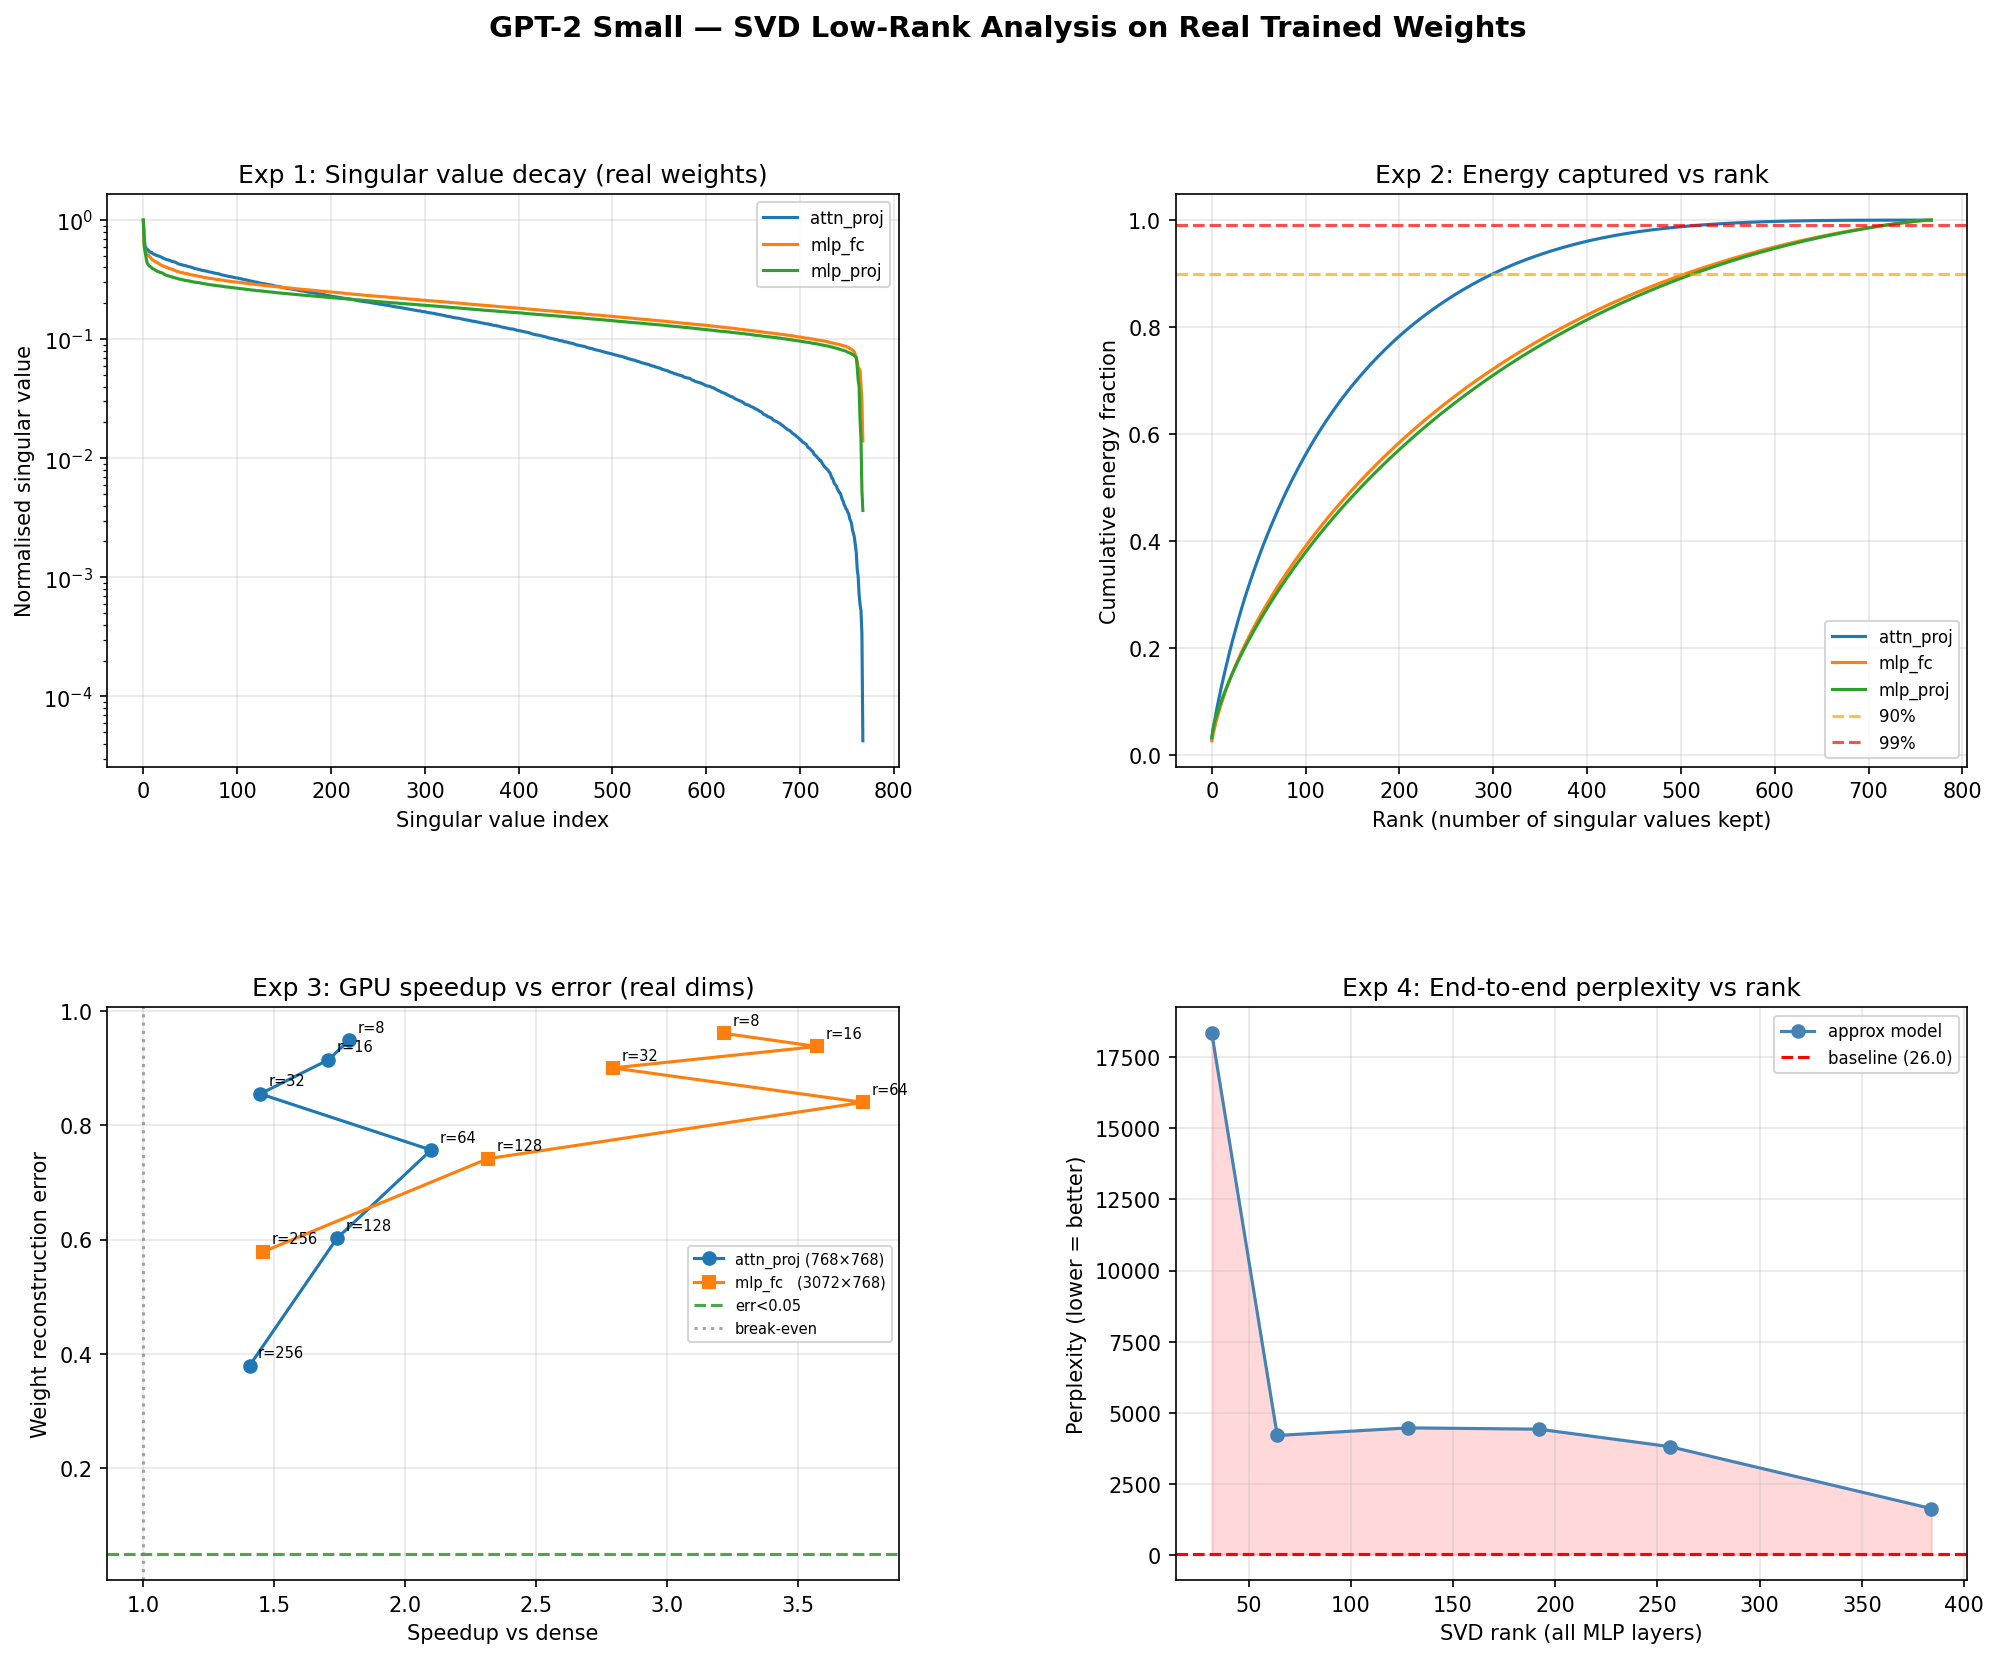 GPT-2 Small — SVD Low-Rank Analysis on Real Trained Weights
Exp 1: Singular value decay (real weights)
Normalised singular value
10⁰
10⁻¹
10⁻²
10⁻³
10⁻⁴
attn_proj
mlp_fc
mlp_proj
0 100 200 300 400 500 600 700 800
Singular value index
Exp 2: Energy captured vs rank
Cumulative energy fraction
1.0
0.8
0.6
0.4
0.2
0.0
attn_proj
mlp_fc
mlp_proj
90%
99%
0 100 200 300 400 500 600 700 800
Rank (number of singular values kept)
Exp 3: GPU speedup vs error (real dims)
Weight reconstruction error
1.0
0.8
0.6
0.4
0.2
r=8
r=16
r=32
r=64
r=128
r=256
r=8
r=16
r=32
r=64
r=128
r=256
attn_proj (768×768)
mlp_fc (3072×768)
err<0.05
break-even
1.0 1.5 2.0 2.5 3.0 3.5
Speedup vs dense
Exp 4: End-to-end perplexity vs rank
Perplexity (lower = better)
17500
15000
12500
10000
7500
5000
2500
0
approx model
baseline (26.0)
50 100 150 200 250 300 350 400
SVD rank (all MLP layers)